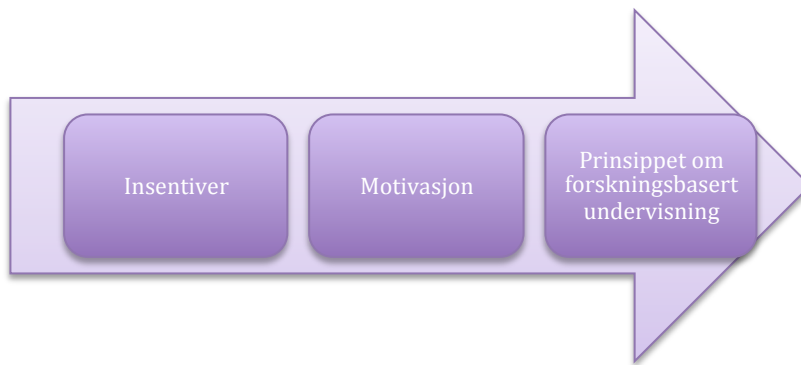 Insentiver
Motivasjon
Prinsippet om
forskningsbasert
undervisning